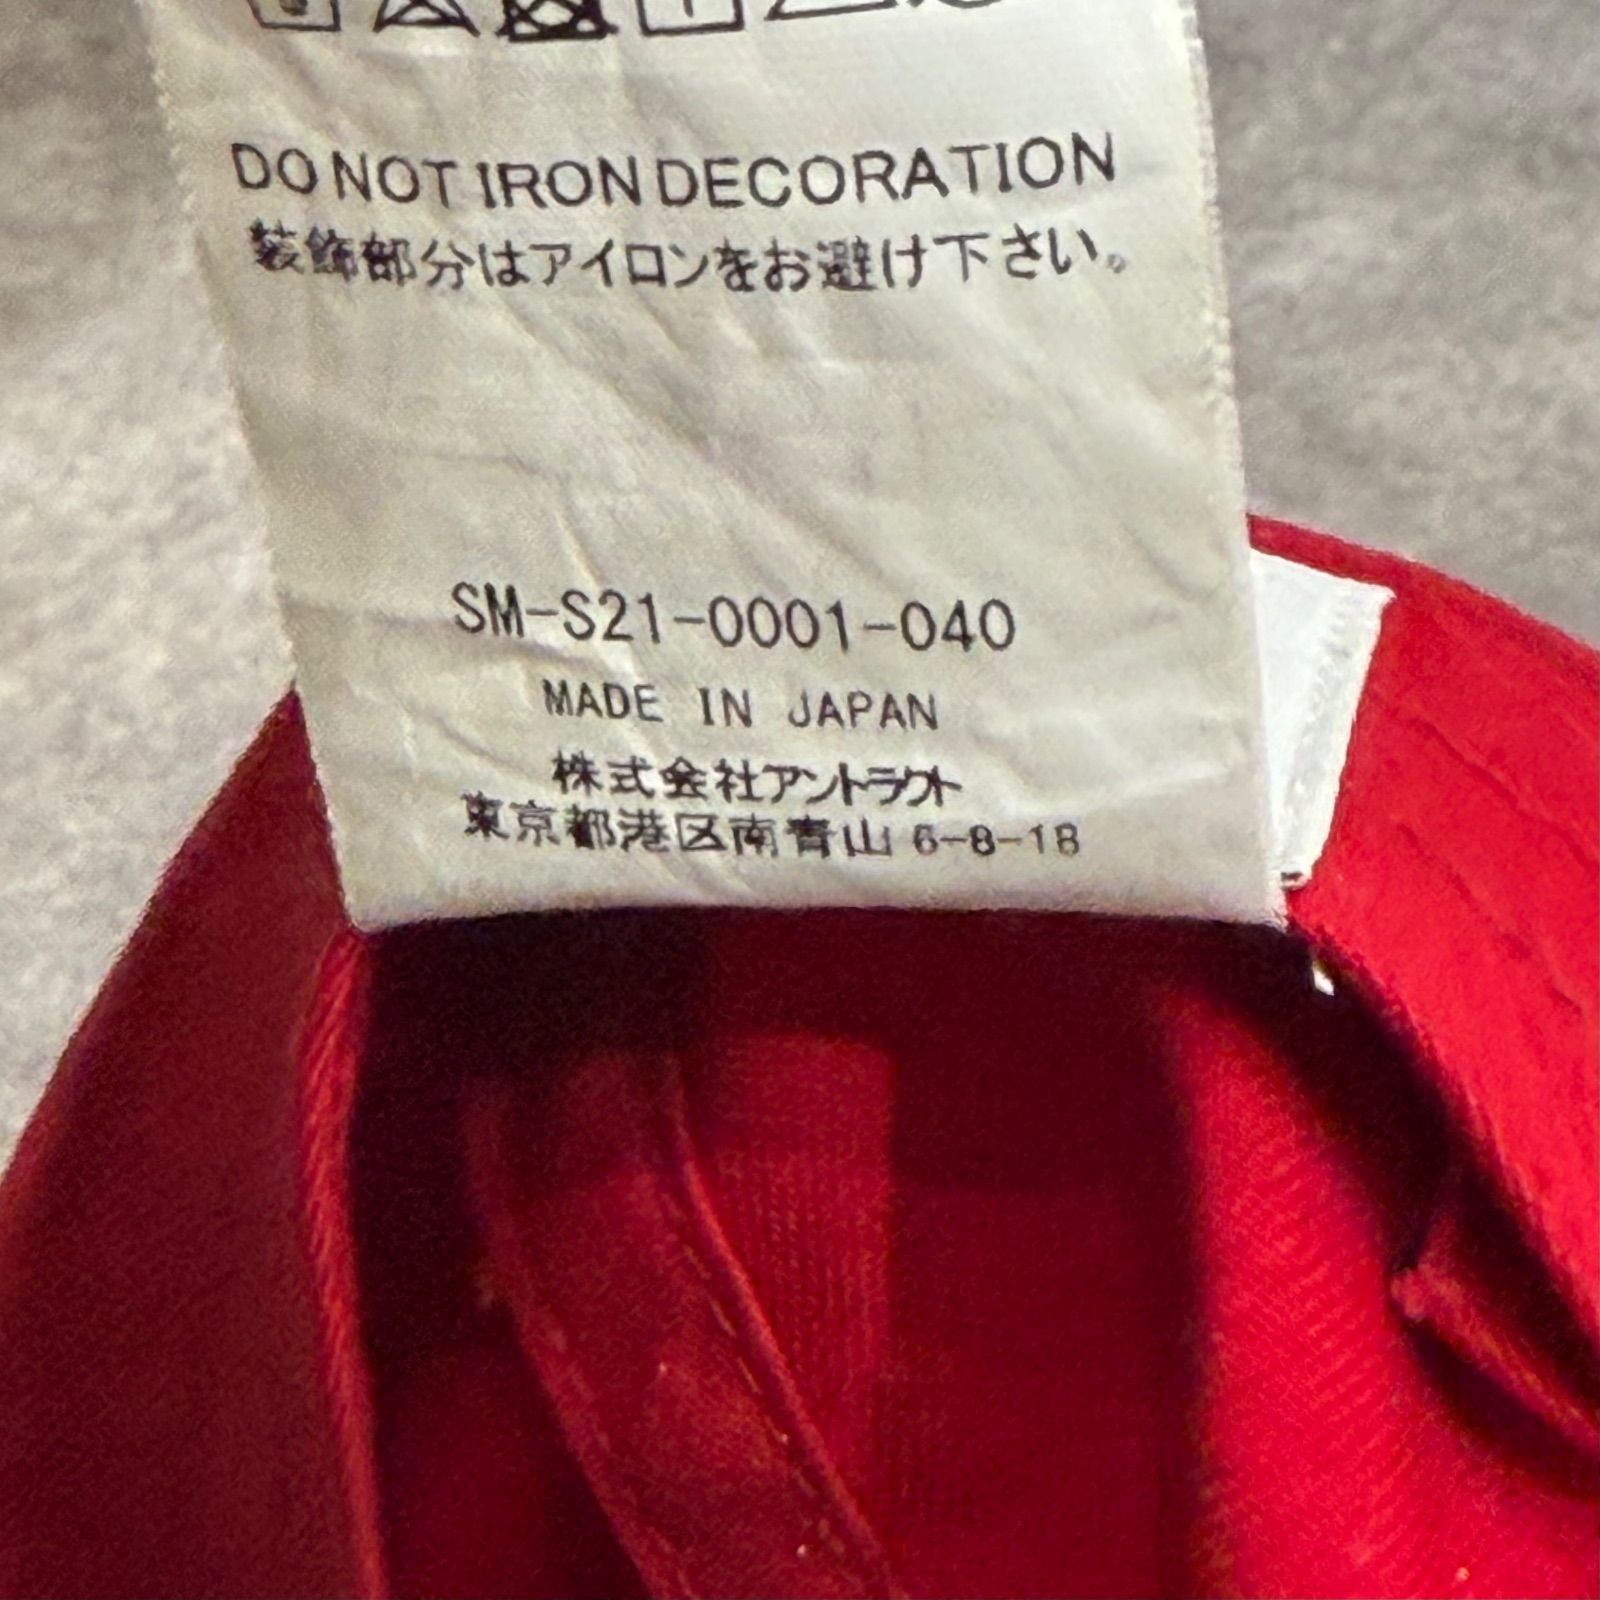 DO NOT IRON DECORATION
装飾部分はアイロンをお避け下さい。
SM-S21-0001-040
MADE IN JAPAN
株式会社アントラクト
東京都港区南青山 6-8-18